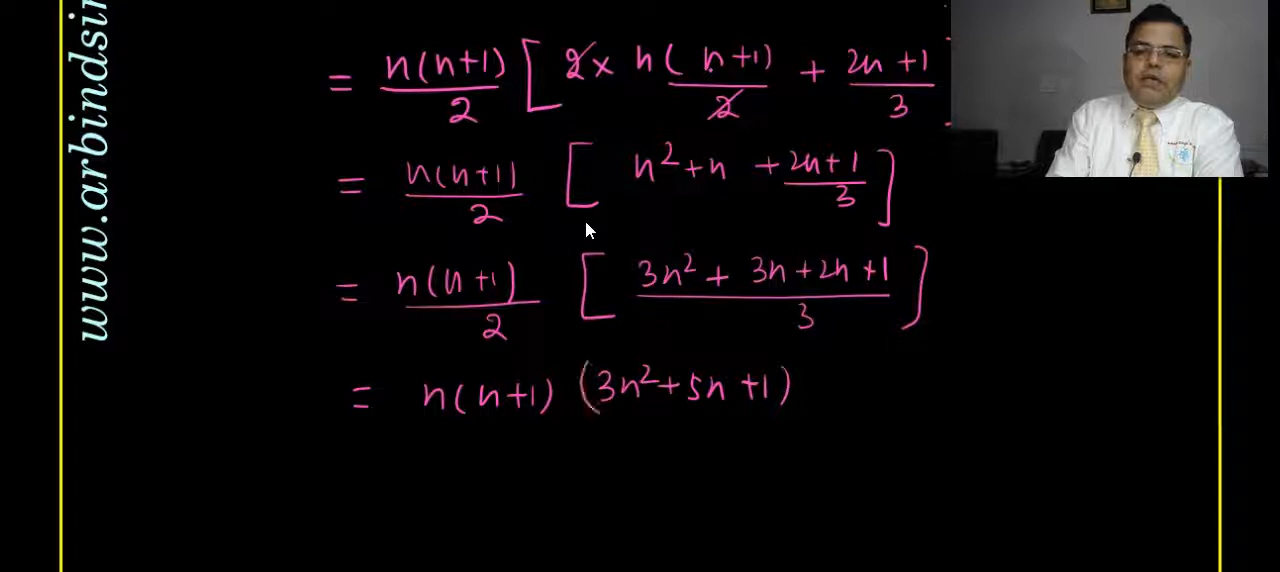 www.arbindsin
= n(n+1)/2 [ 2 x n(n+1)/2 + 2n+1/3 ]
= n(n+1)/2 [ n²+n + 2n+1/3 ]
= n(n+1)/2 [ 3n² + 3n+2n+1/3 ]
= n(n+1) (3n²+5n+1)